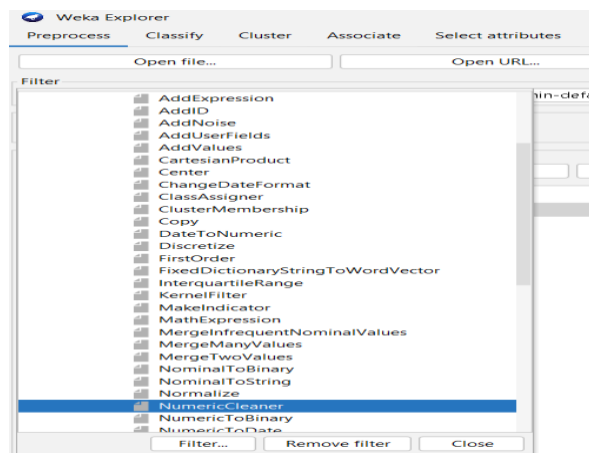 Weka Explorer
Preprocess Classify Cluster Associate Select attributes
Open file... Open URL...
Filter
AddExpression
AddID
AddNoise
AddUserFields
AddValues
CartesianProduct
Center
ChangeDateFormat
ClassAssigner
ClusterMembership
Copy
DateToNumeric
Discretize
FirstOrder
FixedDictionaryStringToWordVector
InterquartileRange
KernelFilter
MakeIndicator
MathExpression
MergeInfrequentNominalValues
MergeManyValues
MergeTwoValues
NominalToBinary
NominalToString
Normalize
NumericCleaner
NumericToBinary
NumericToDate
Filter... Remove filter Close